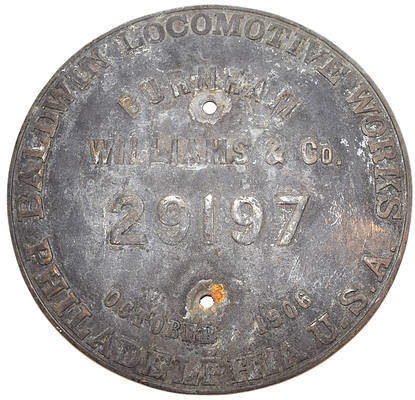 BALDWIN LOCOMOTIVE WORKS
BURNHAM
WILLIAMS & Co.
29197
OCTOBER 1906
PHILADELPHIA U.S.A.